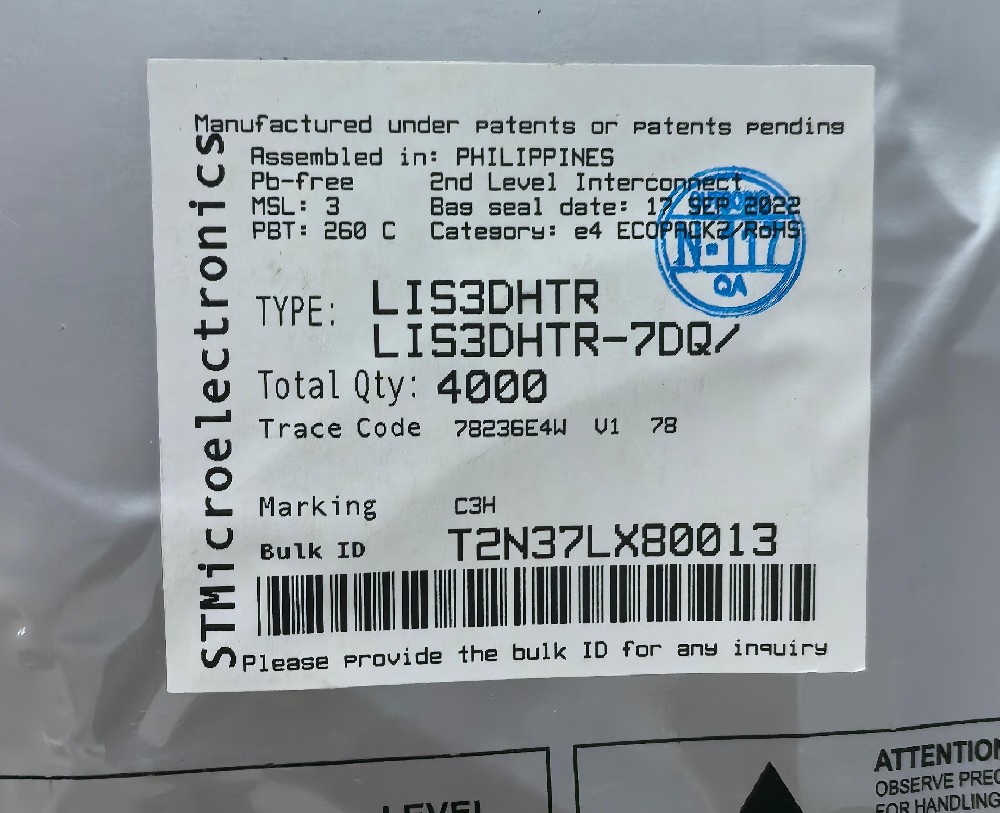 Manufactured under patents or patents pending
STMicroelectronics
Assembled in: PHILIPPINES
Pb-free 2nd Level Interconnect
MSL: 3 Bag seal date: 17 SEP 2022
PBT: 260 C Category: e4 ECOPACK2/RoHS
N-117
QA
TYPE: LIS3DHTR
LIS3DHTR-7DQ/
Total Qty: 4000
Trace Code 78236E4W V1 78
Marking C3H
Bulk ID T2N37LX80013
Please provide the bulk ID for any inquiry
LEVEL
ATTENTION
OBSERVE PREC
FOR HANDLING